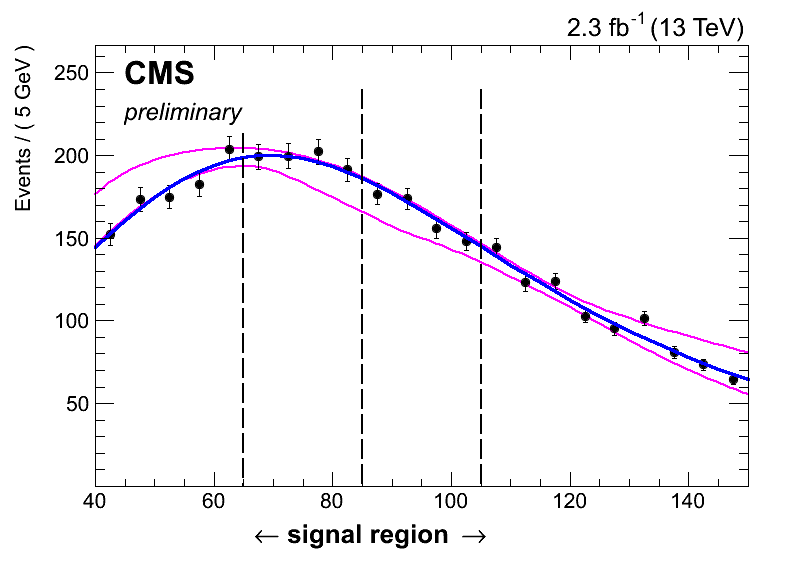 2.3 fb⁻¹ (13 TeV)
CMS
preliminary
Events / ( 5 GeV )
250
200
150
100
50
40 60 80 100 120 140
← signal region →